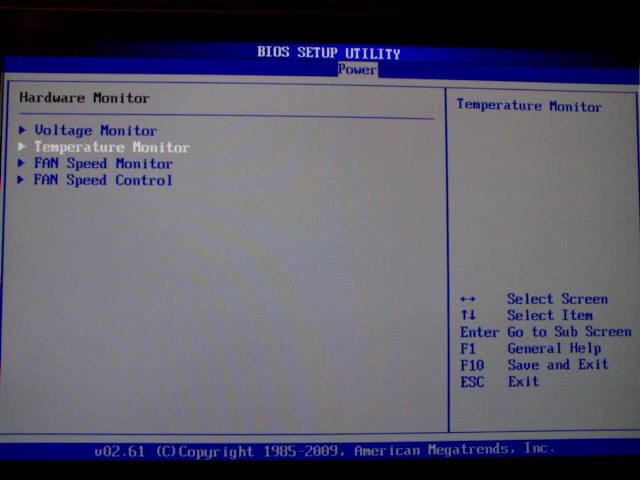 BIOS SETUP UTILITY
Power
Hardware Monitor
Voltage Monitor
Temperature Monitor
FAN Speed Monitor
FAN Speed Control
Temperature Monitor
↔ Select Screen
↑↓ Select Item
Enter Go to Sub Screen
F1 General Help
F10 Save and Exit
ESC Exit
v02.61 (C)Copyright 1985-2009, American Megatrends, Inc.